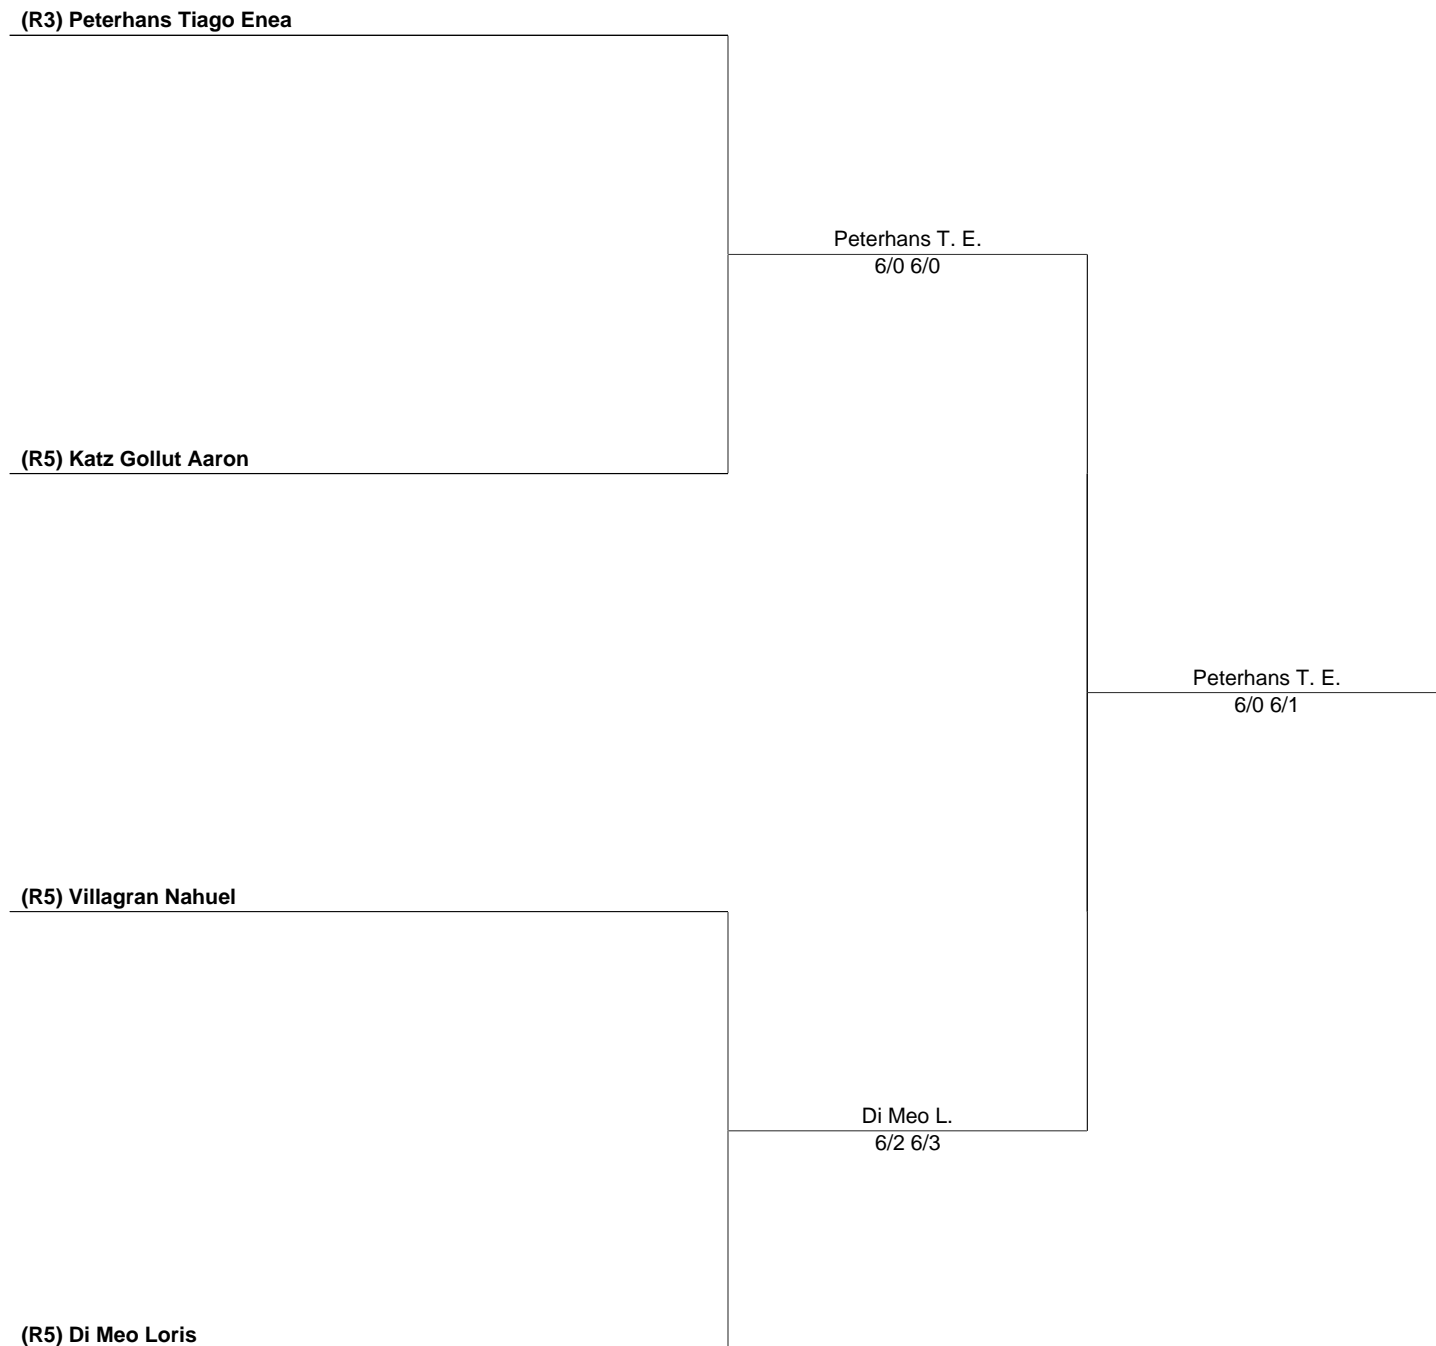 (R3) Peterhans Tiago Enea
Peterhans T. E.
6/0 6/0
(R5) Katz Gollut Aaron
Peterhans T. E.
6/0 6/1
(R5) Villagran Nahuel
Di Meo L.
6/2 6/3
(R5) Di Meo Loris